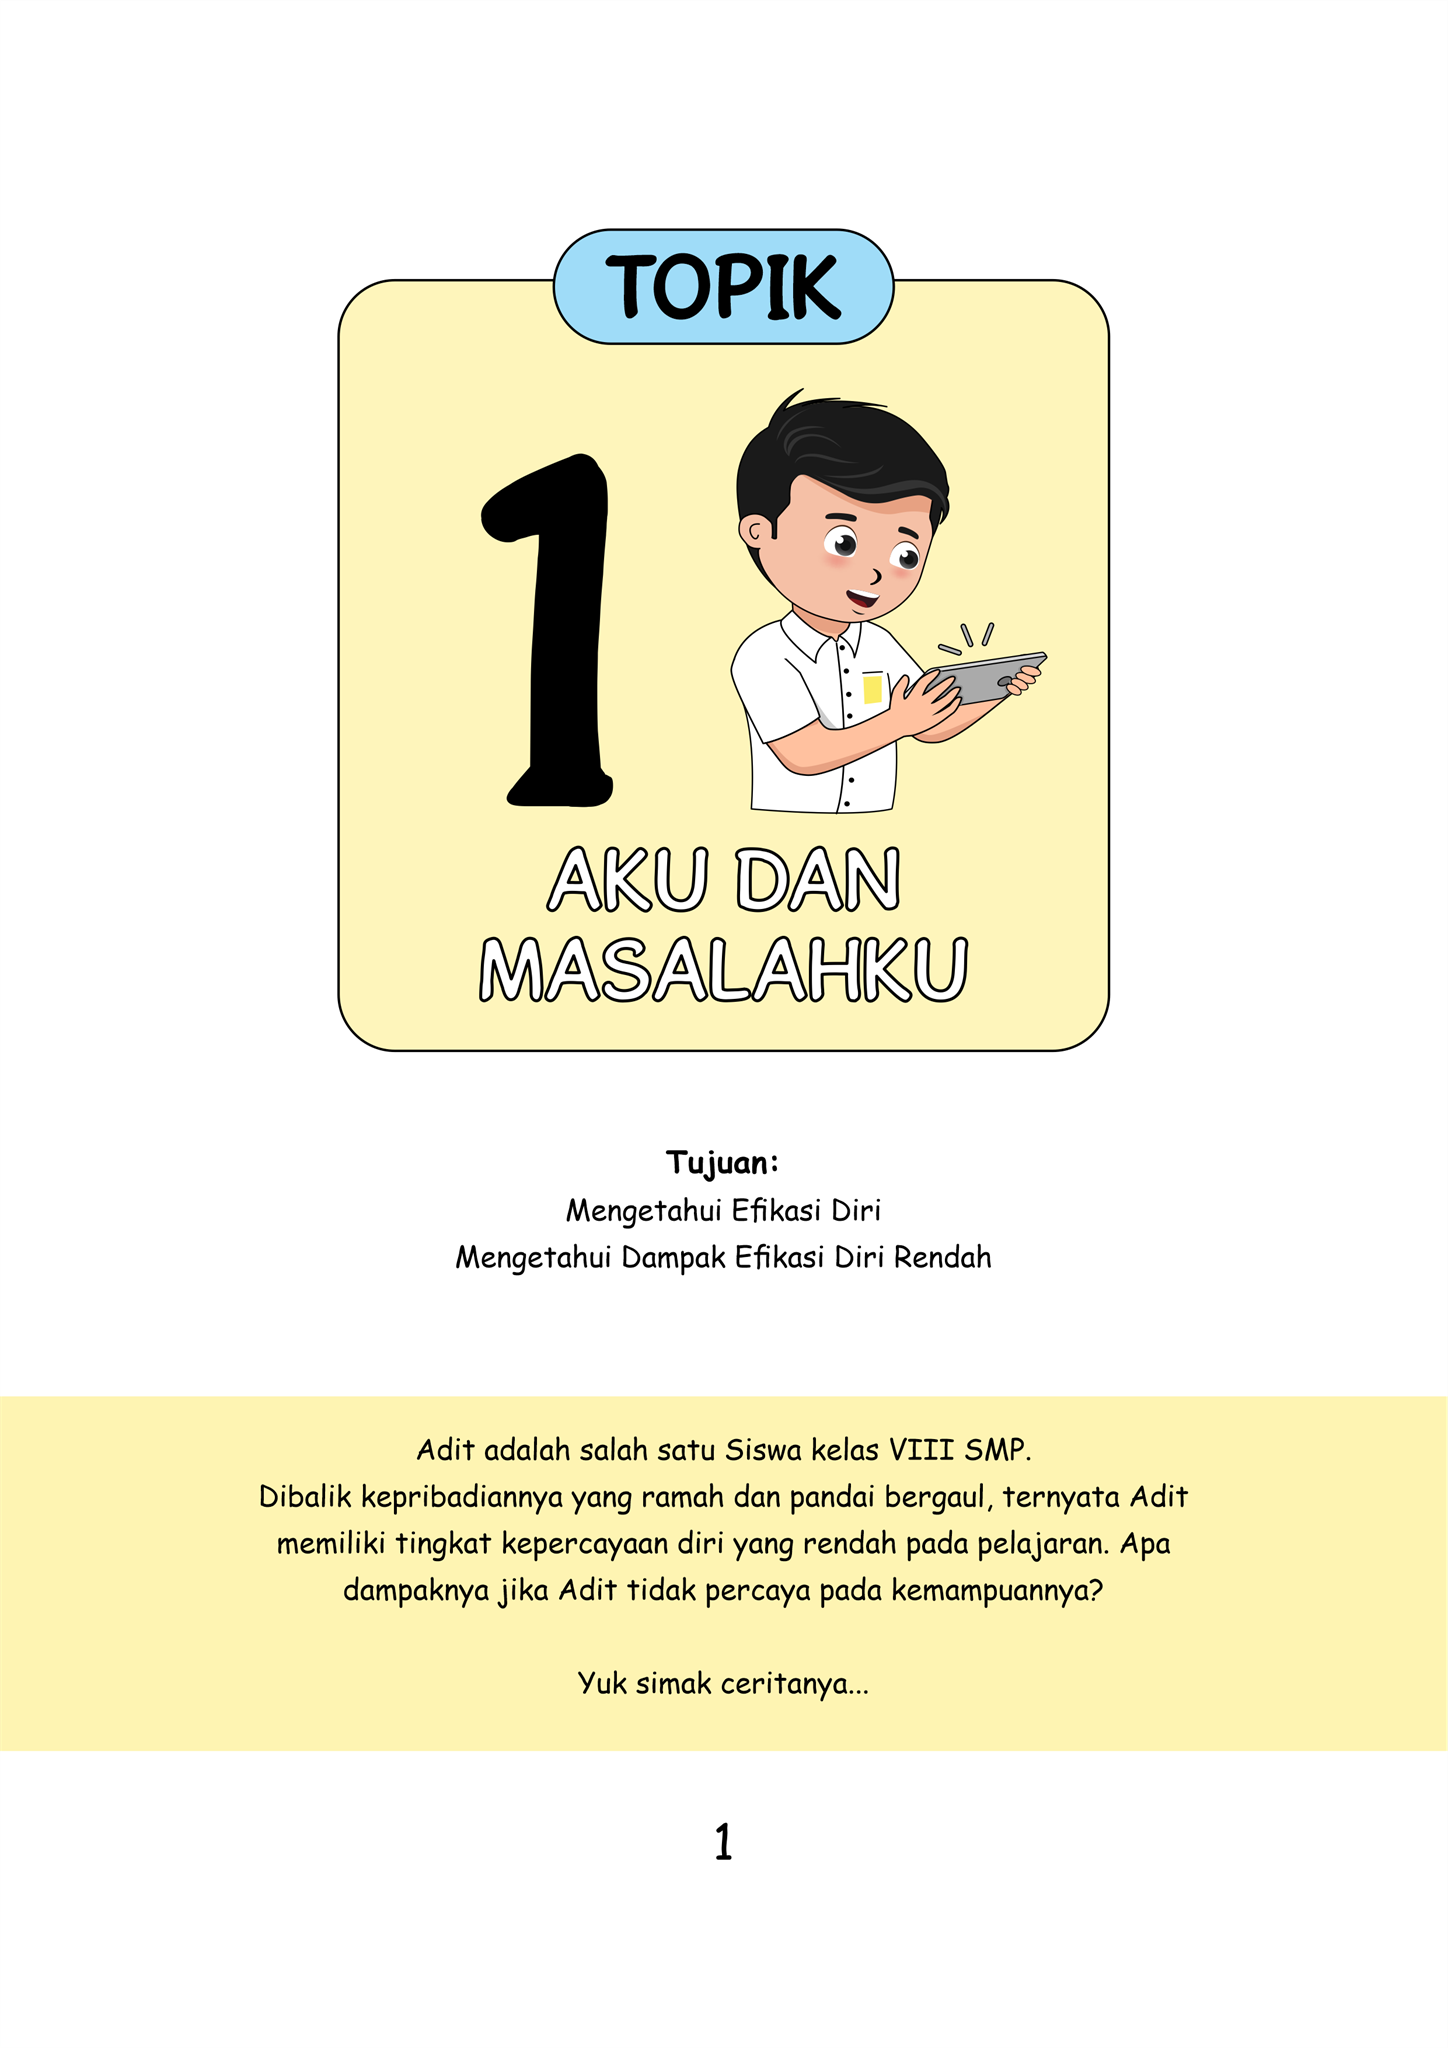 TOPIK
1
AKU DAN
MASALAHKU
Tujuan:
Mengetahui Efikasi Diri
Mengetahui Dampak Efikasi Diri Rendah
Adit adalah salah satu Siswa kelas VIII SMP.
Dibalik kepribadiannya yang ramah dan pandai bergaul, ternyata Adit
memiliki tingkat kepercayaan diri yang rendah pada pelajaran. Apa
dampaknya jika Adit tidak percaya pada kemampuannya?
Yuk simak ceritanya...
1